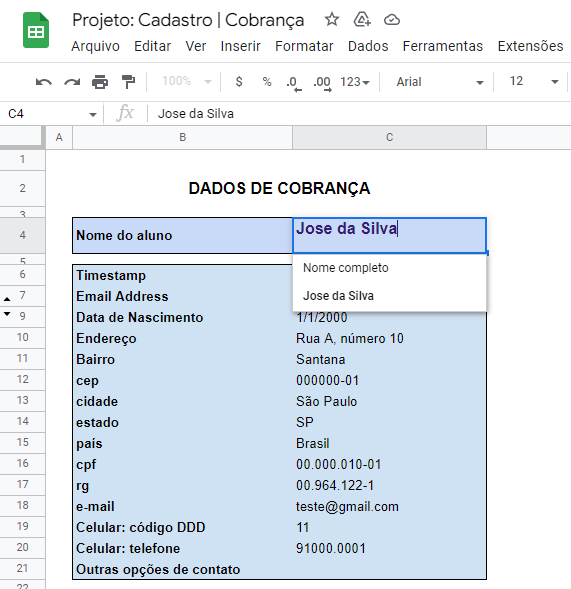 Projeto: Cadastro | Cobrança
Arquivo Editar Ver Inserir Formatar Dados Ferramentas Extensões
100% $ % .0 .00 123 Arial 12
C4 fx Jose da Silva
A B C
1
2 DADOS DE COBRANÇA
3
4 Nome do aluno Jose da Silva
5 Nome completo
6 Timestamp
Jose da Silva
7 Email Address
9 Data de Nascimento 1/1/2000
10 Endereço Rua A, número 10
11 Bairro Santana
12 cep 000000-01
13 cidade São Paulo
14 estado SP
15 país Brasil
16 cpf 00.000.010-01
17 rg 00.964.122-1
18 e-mail teste@gmail.com
19 Celular: código DDD 11
20 Celular: telefone 91000.0001
21 Outras opções de contato
22